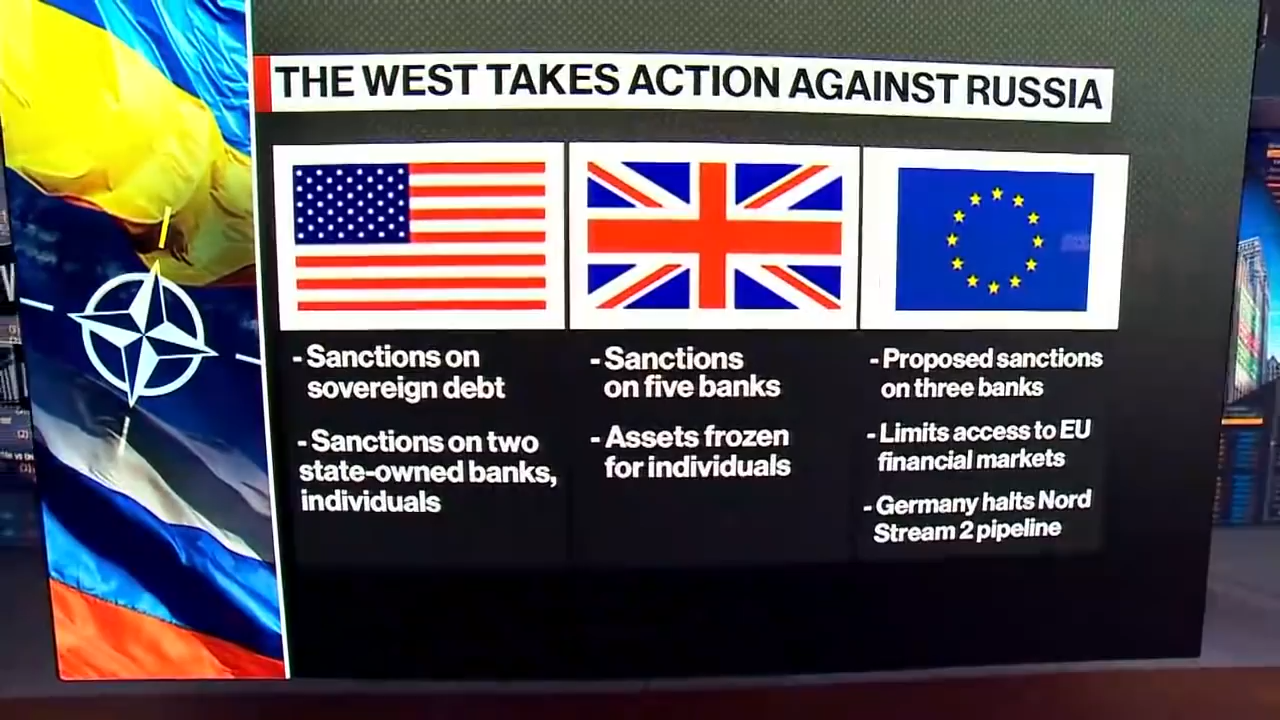 THE WEST TAKES ACTION AGAINST RUSSIA
- Sanctions on
sovereign debt
- Sanctions on two
state-owned banks,
individuals
- Sanctions
on five banks
- Assets frozen
for individuals
- Proposed sanctions
on three banks
- Limits access to EU
financial markets
- Germany halts Nord
Stream 2 pipeline